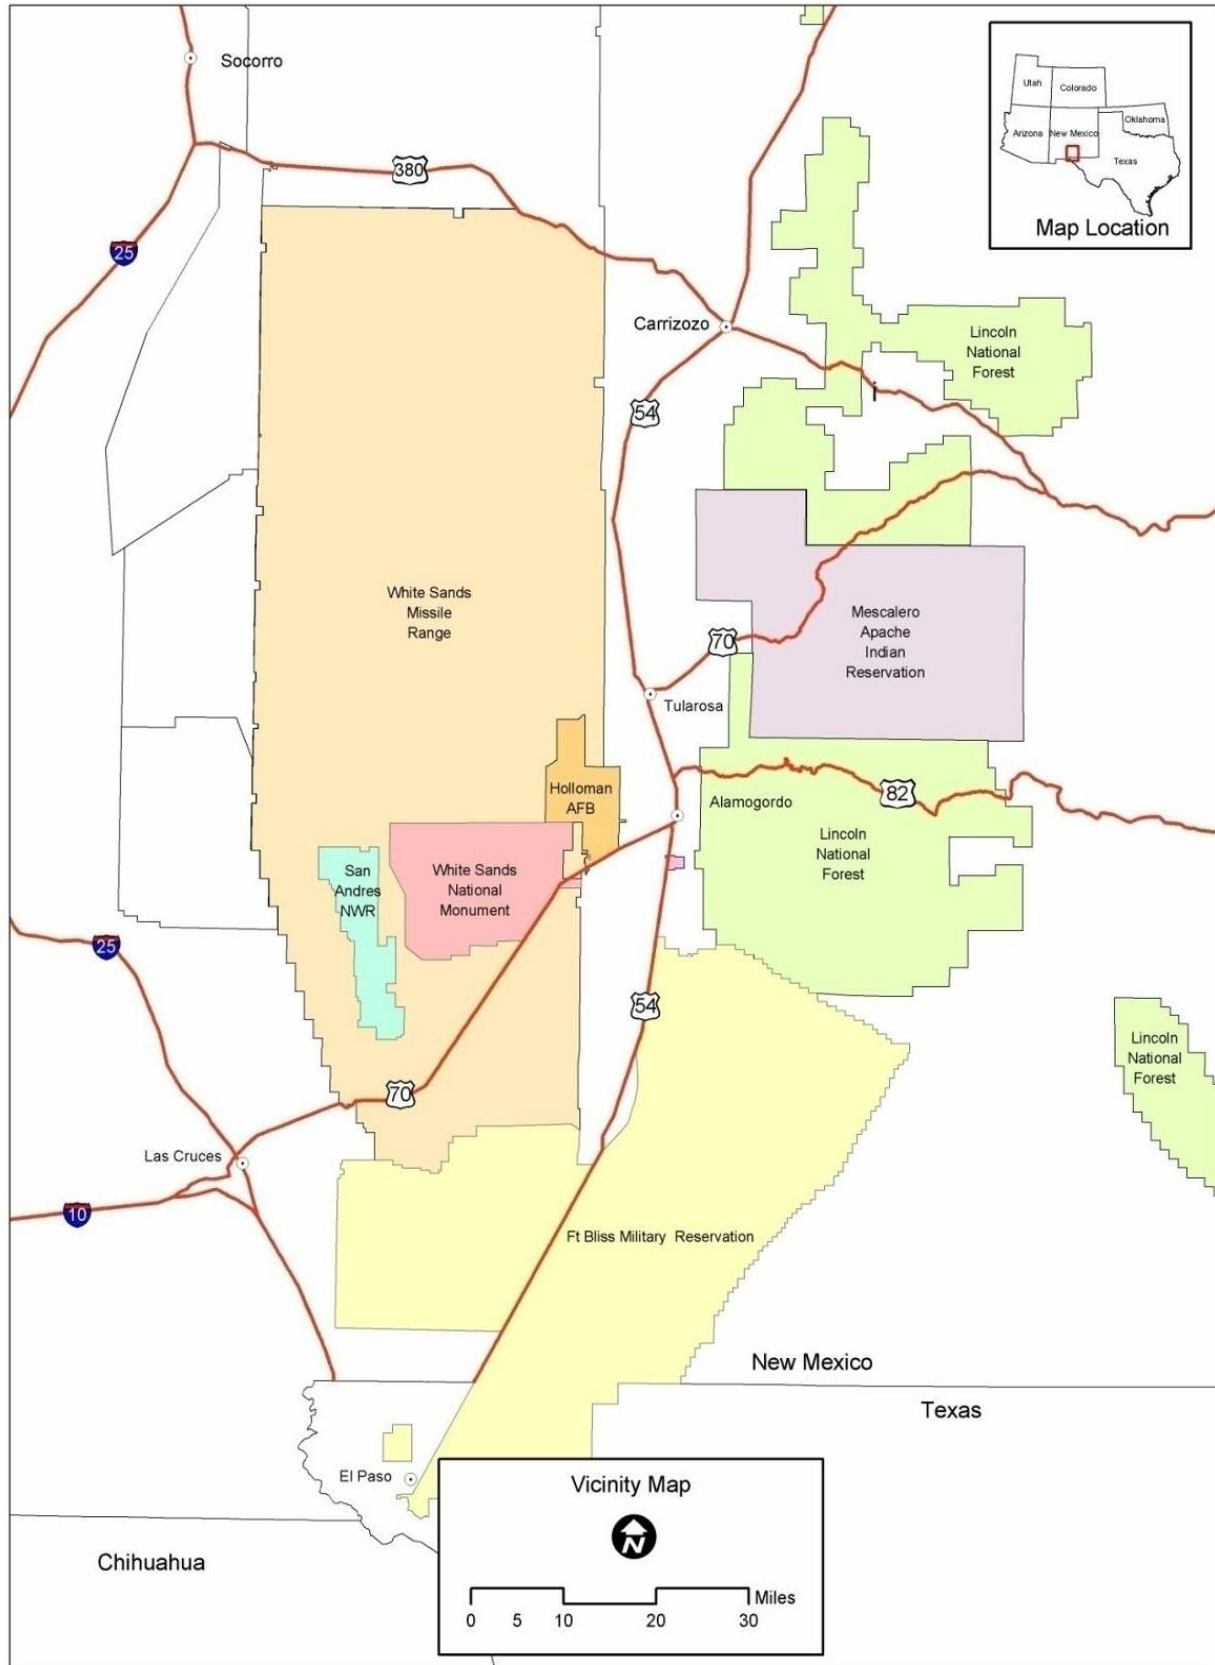 Socorro
Utah
Colorado
Arizona
New Mexico
Oklahoma
Texas
Map Location
380
25
Carrizozo
Lincoln
National
Forest
i
54
White Sands
Missile
Range
Mescalero
Apache
Indian
Reservation
70
Tularosa
Holloman
AFB
Alamogordo
82
Lincoln
National
Forest
San
Andres
NWR
White Sands
National
Monument
25
54
Lincoln
National
Forest
70
Las Cruces
10
Ft Bliss Military Reservation
New Mexico
Texas
El Paso
Chihuahua
Vicinity Map
N
Miles
0 5 10 20 30